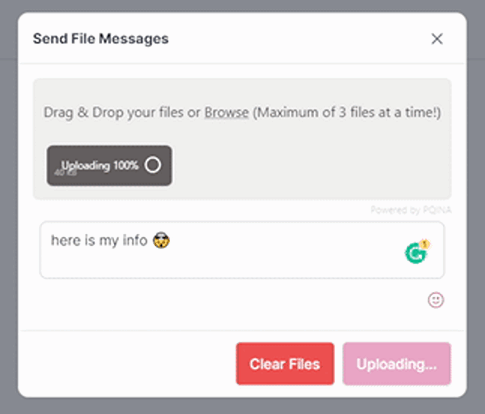 Send File Messages
Drag & Drop your files or Browse (Maximum of 3 files at a time!)
Uploading 100%
40 KB
Powered by PQINA
here is my info 🤯
1
Clear Files
Uploading...